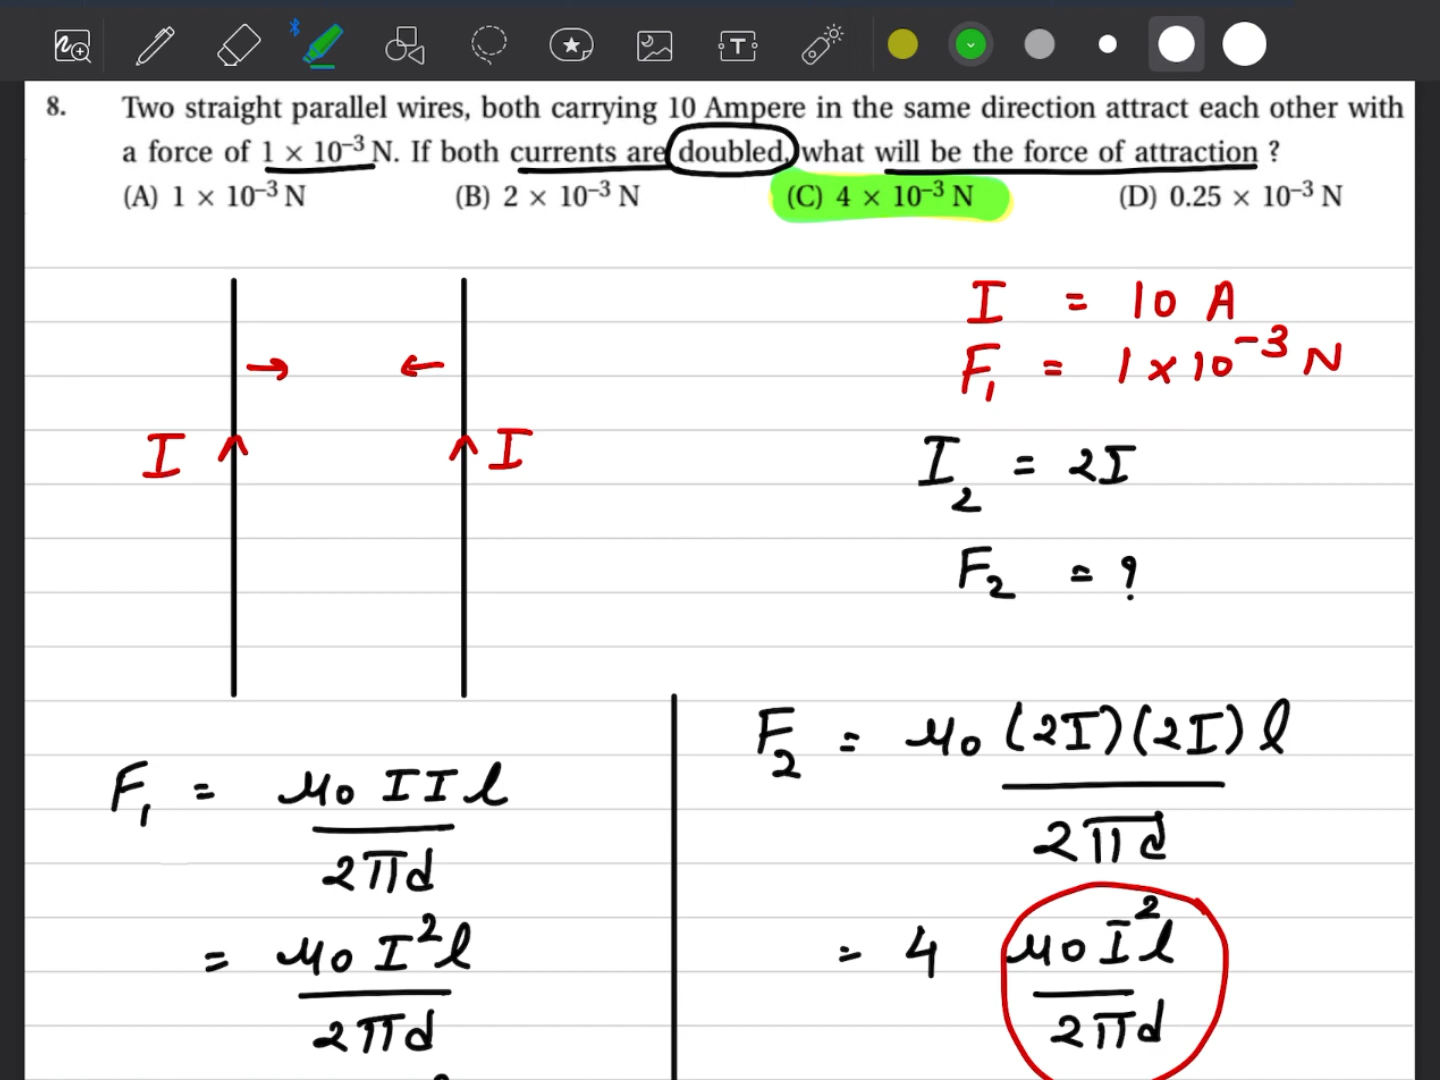 8. Two straight parallel wires, both carrying 10 Ampere in the same direction attract each other with
a force of 1 × 10⁻³ N. If both currents are doubled, what will be the force of attraction ?
(A) 1 × 10⁻³ N (B) 2 × 10⁻³ N (C) 4 × 10⁻³ N (D) 0.25 × 10⁻³ N
I = 10 A
F₁ = 1 × 10⁻³ N
I I
I₂ = 2I
F₂ = ?
F₁ = μ₀ I I l
2πd
= μ₀ I² l
2πd
F₂ = μ₀ (2I)(2I) l
2πd
= 4 μ₀ I² l
2πd